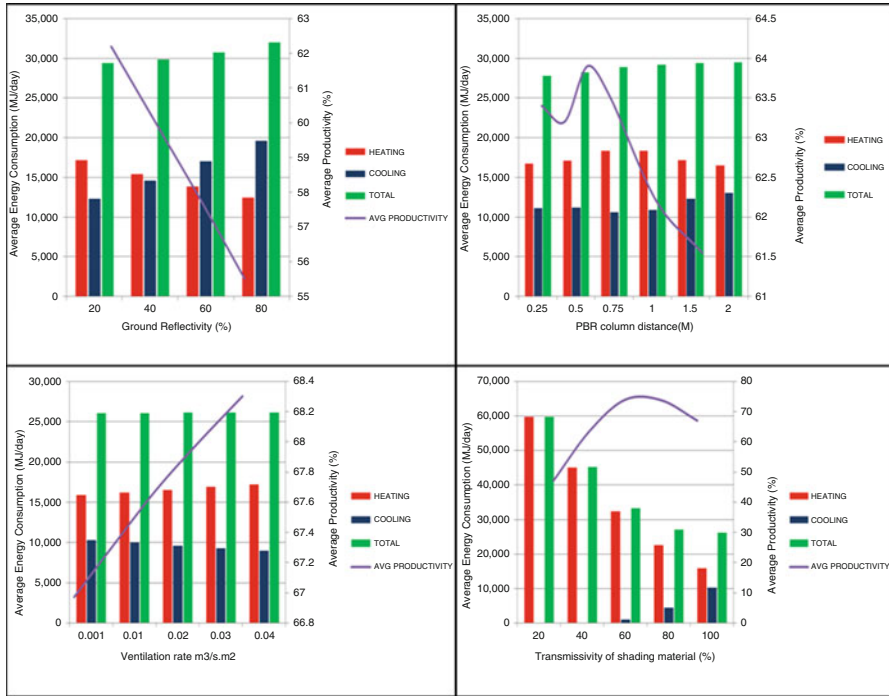 35,000
30,000
25,000
20,000
15,000
10,000
5,000
0
Average Energy Consumption (MJ/day)
20 40 60 80
Ground Reflectivity (%)
63
62
61
60
59
58
57
56
55
Average Productivity (%)
HEATING
COOLING
TOTAL
AVG PRODUCTIVITY
35,000
30,000
25,000
20,000
15,000
10,000
5,000
0
Average Energy Consumption (MJ/day)
0.25 0.5 0.75 1 1.5 2
PBR column distance(M)
64.5
64
63.5
63
62.5
62
61.5
61
Average Productivity (%)
HEATING
COOLING
TOTAL
30,000
25,000
20,000
15,000
10,000
5,000
0
Average Energy Consumption (MJ/day)
0.001 0.01 0.02 0.03 0.04
Ventilation rate m3/s.m2
68.4
68.2
68
67.8
67.6
67.4
67.2
67
66.8
Average Productivity (%)
HEATING
COOLING
TOTAL
AVG PRODUCTIVITY
70,000
60,000
50,000
40,000
30,000
20,000
10,000
0
Average Energy Consumption (MJ/day)
20 40 60 80 100
Transmissivity of shading material (%)
80
70
60
50
40
30
20
10
0
Average Productivity (%)
HEATING
COOLING
TOTAL
AVG PRODUCTIVITY